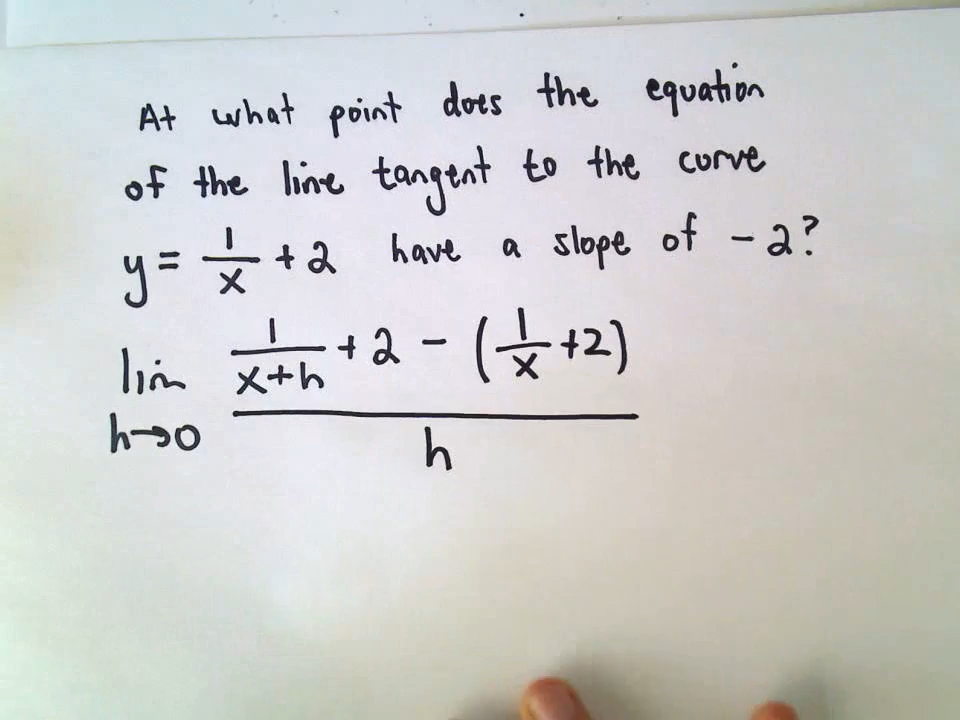 At what point does the equation
of the line tangent to the curve
y = 1/x + 2 have a slope of -2?
lim h→0 (1/(x+h) + 2 - (1/x + 2))/h